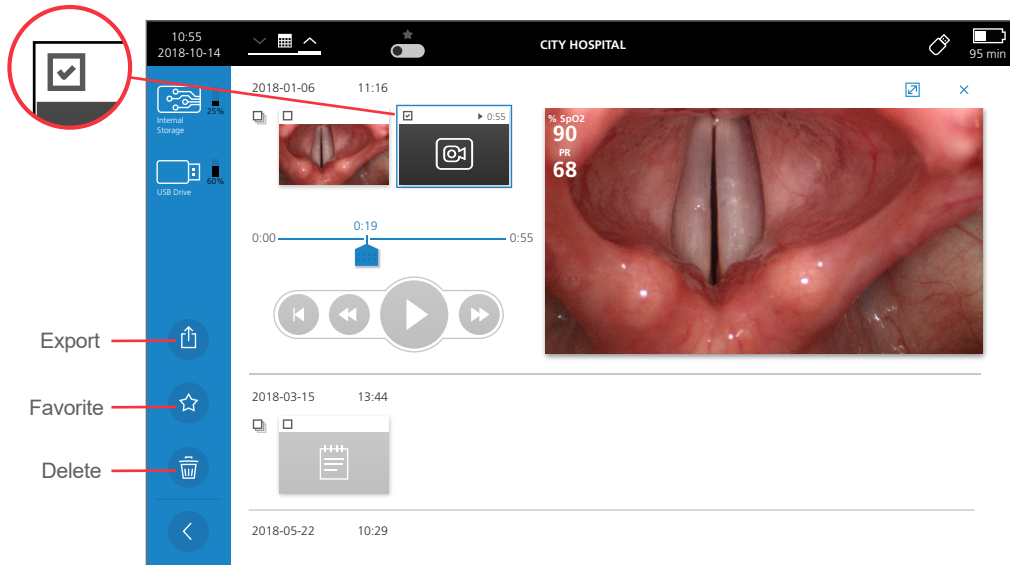 10:55
2018-10-14
CITY HOSPITAL
95 min
Internal
Storage
25%
USB Drive
60%
2018-01-06 11:16
0:55
% SpO2
90
PR
68
0:19
0:00
0:55
Export
Favorite
Delete
2018-03-15 13:44
2018-05-22 10:29